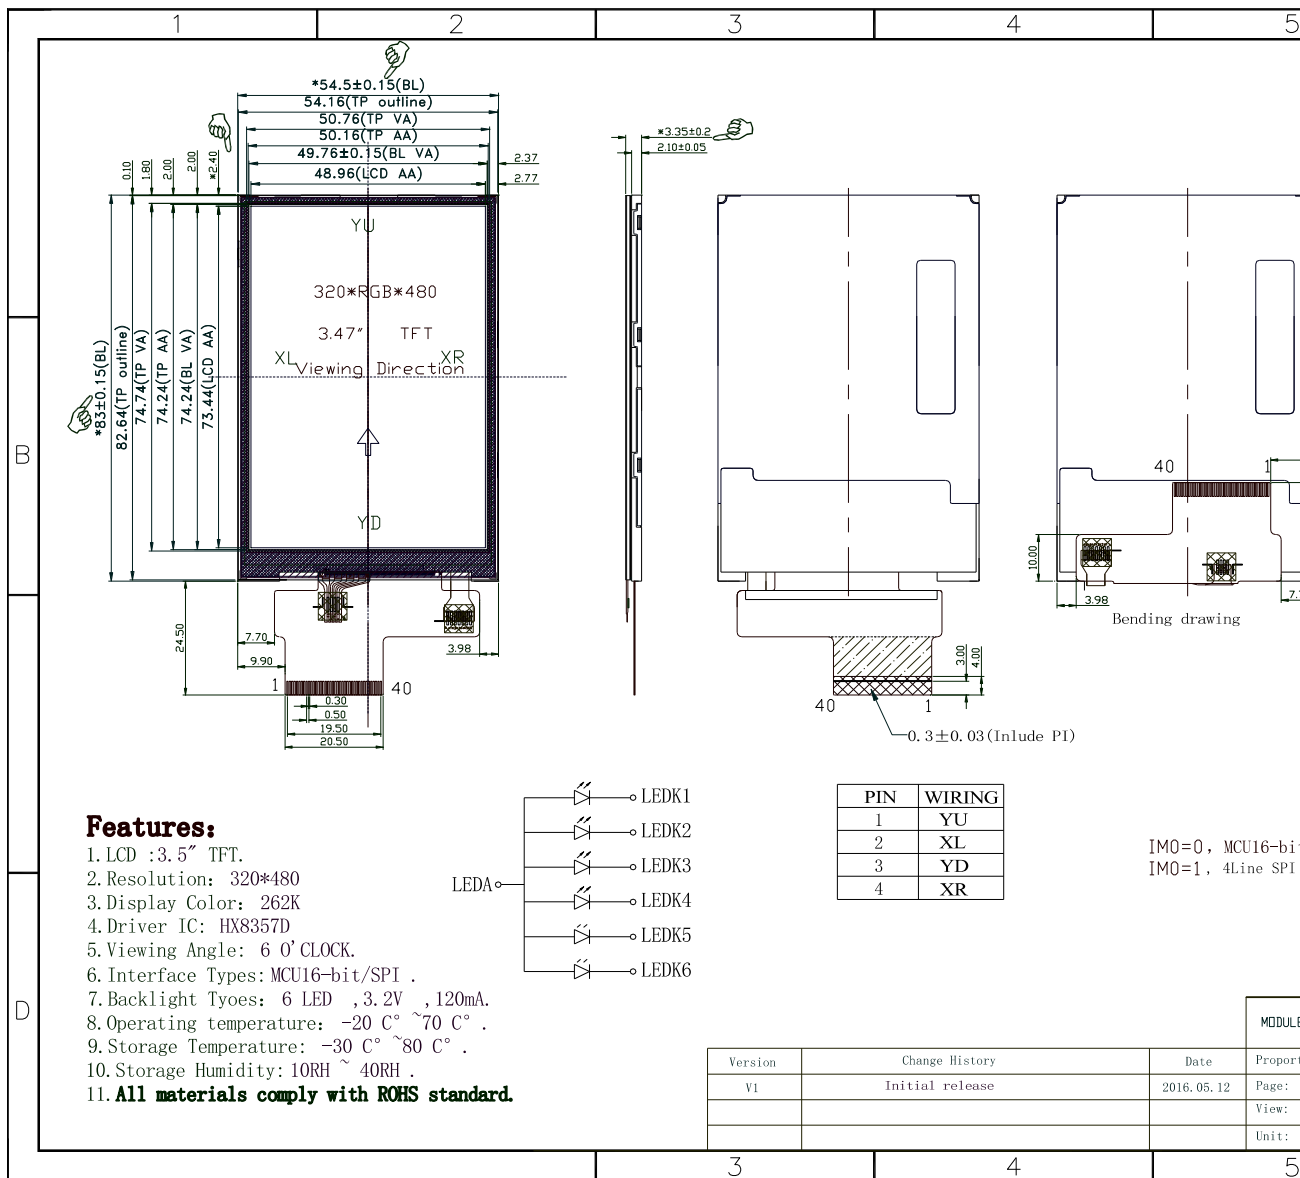 1
2
3
4
5
*54.5±0.15(BL)
54.16(TP outline)
50.76(TP VA)
50.16(TP AA)
49.76±0.15(BL VA)
48.96(LCD AA)
2.37
2.77
0.10
1.80
2.00
2.00
*2.40
*83±0.15(BL)
82.64(TP outline)
74.74(TP VA)
74.24(TP AA)
74.24(BL VA)
73.44(LCD AA)
YU
320*RGB*480
3.47" TFT
XL
XR
Viewing Direction
YD
*3.35±0.2
2.10±0.05
B
24.50
7.70
9.90
3.98
1
40
0.30
0.50
19.50
20.50
3.00
4.00
40
1
0.3±0.03(Inlude PI)
40
1
10.00
3.98
7.
Bending drawing
Features:
1.LCD :3.5" TFT.
2.Resolution: 320*480
3.Display Color: 262K
4.Driver IC: HX8357D
5.Viewing Angle: 6 O'CLOCK.
6.Interface Types:MCU16-bit/SPI .
7.Backlight Tyoes: 6 LED ,3.2V ,120mA.
8.Operating temperature: -20 C° ~70 C° .
9.Storage Temperature: -30 C° ~80 C° .
10.Storage Humidity:10RH ~ 40RH .
11.All materials comply with ROHS standard.
LEDA
LEDK1
LEDK2
LEDK3
LEDK4
LEDK5
LEDK6
PIN WIRING
1 YU
2 XL
3 YD
4 XR
IM0=0, MCU16-bi
IM0=1, 4Line SPI
D
MODULE
Version Change History Date Propor
V1 Initial release 2016.05.12 Page:
View:
Unit:
3
4
5